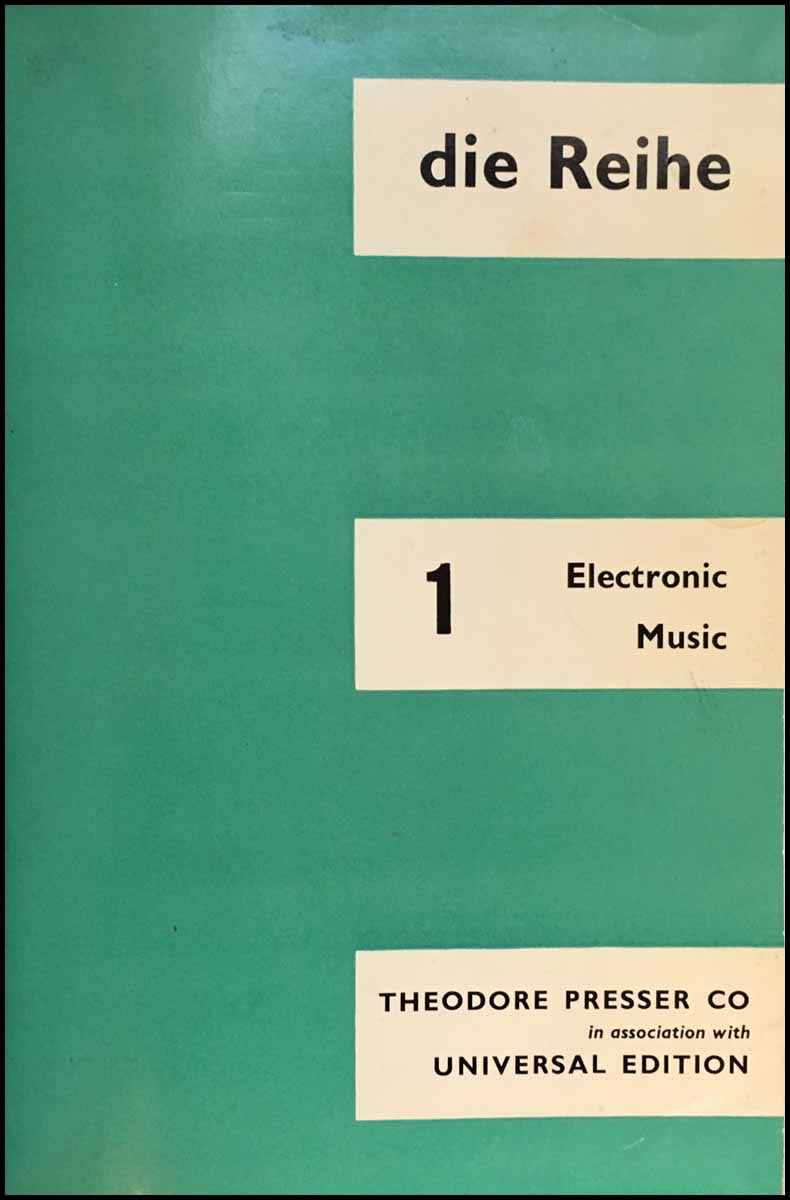 die Reihe
1 Electronic
Music
THEODORE PRESSER CO
in association with
UNIVERSAL EDITION